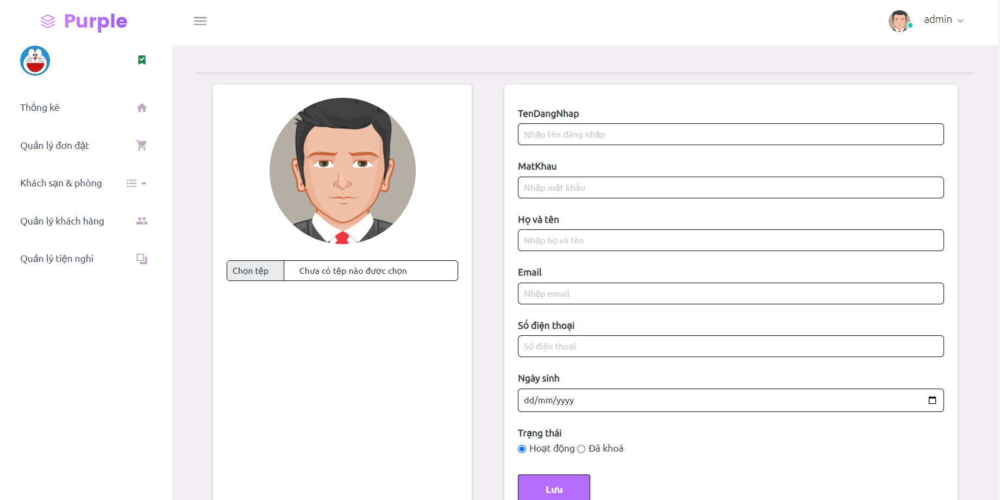 Purple
admin
Thống kê
Quản lý đơn đặt
Khách sạn & phòng
Quản lý khách hàng
Quản lý tiện nghi
Chọn tệp Chưa có tệp nào được chọn
TenDangNhap
Nhập tên đăng nhập
MatKhau
Nhập mật khẩu
Họ và tên
Nhập họ và tên
Email
Nhập email
Số điện thoại
Số điện thoại
Ngày sinh
dd/mm/yyyy
Trạng thái
Hoạt động Đã khoá
Lưu